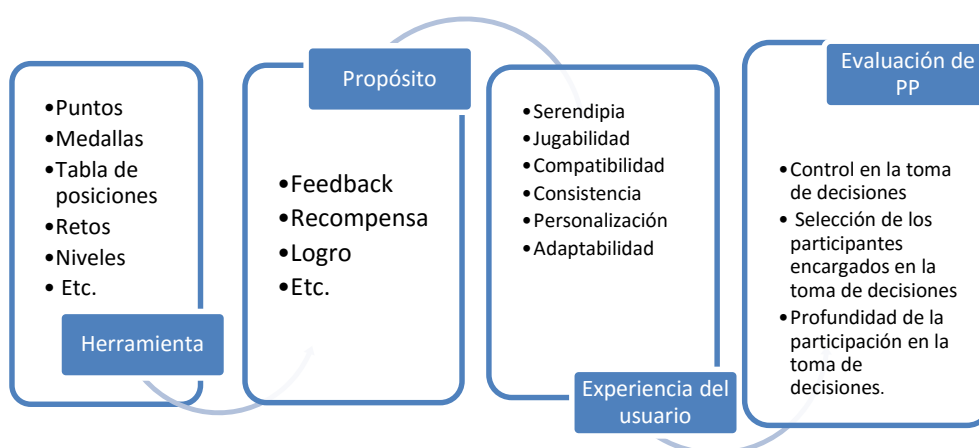 •Puntos
•Medallas
•Tabla de
posiciones
•Retos
•Niveles
• Etc.
Herramienta
Propósito
•Feedback
•Recompensa
•Logro
•Etc.
•Serendipia
•Jugabilidad
•Compatibilidad
•Consistencia
•Personalización
•Adaptabilidad
Experiencia del
usuario
Evaluación de
PP
•Control en la toma
de decisiones
• Selección de los
participantes
encargados en la
toma de decisiones
•Profundidad de la
participación en la
toma de
decisiones.